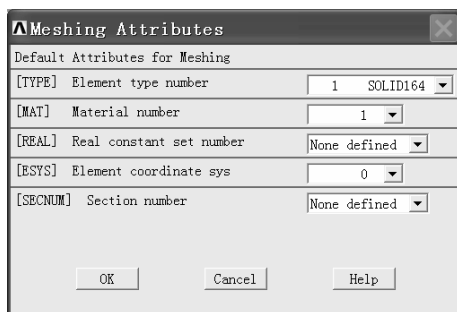 Meshing Attributes
Default Attributes for Meshing
[TYPE] Element type number 1 SOLID164
[MAT] Material number 1
[REAL] Real constant set number None defined
[ESYS] Element coordinate sys 0
[SECNUM] Section number None defined
OK Cancel Help